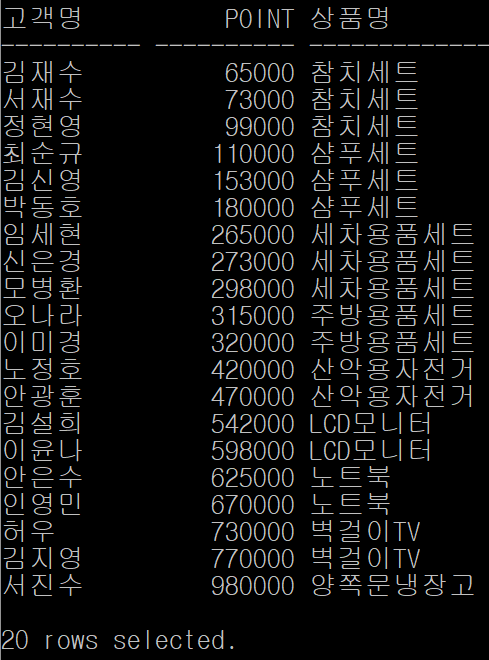 고객명 POINT 상품명
---------- ---------- -------------
김재수 65000 참치세트
서재수 73000 참치세트
정현영 99000 참치세트
최순규 110000 샴푸세트
김신영 153000 샴푸세트
박동호 180000 샴푸세트
임세현 265000 세차용품세트
신은경 273000 세차용품세트
모병환 298000 세차용품세트
오나라 315000 주방용품세트
이미경 320000 주방용품세트
노정호 420000 산악용자전거
안광훈 470000 산악용자전거
김설희 542000 LCD모니터
이윤나 598000 LCD모니터
안은수 625000 노트북
인영민 670000 노트북
허우 730000 벽걸이TV
김지영 770000 벽걸이TV
서진수 980000 양쪽문냉장고
20 rows selected.